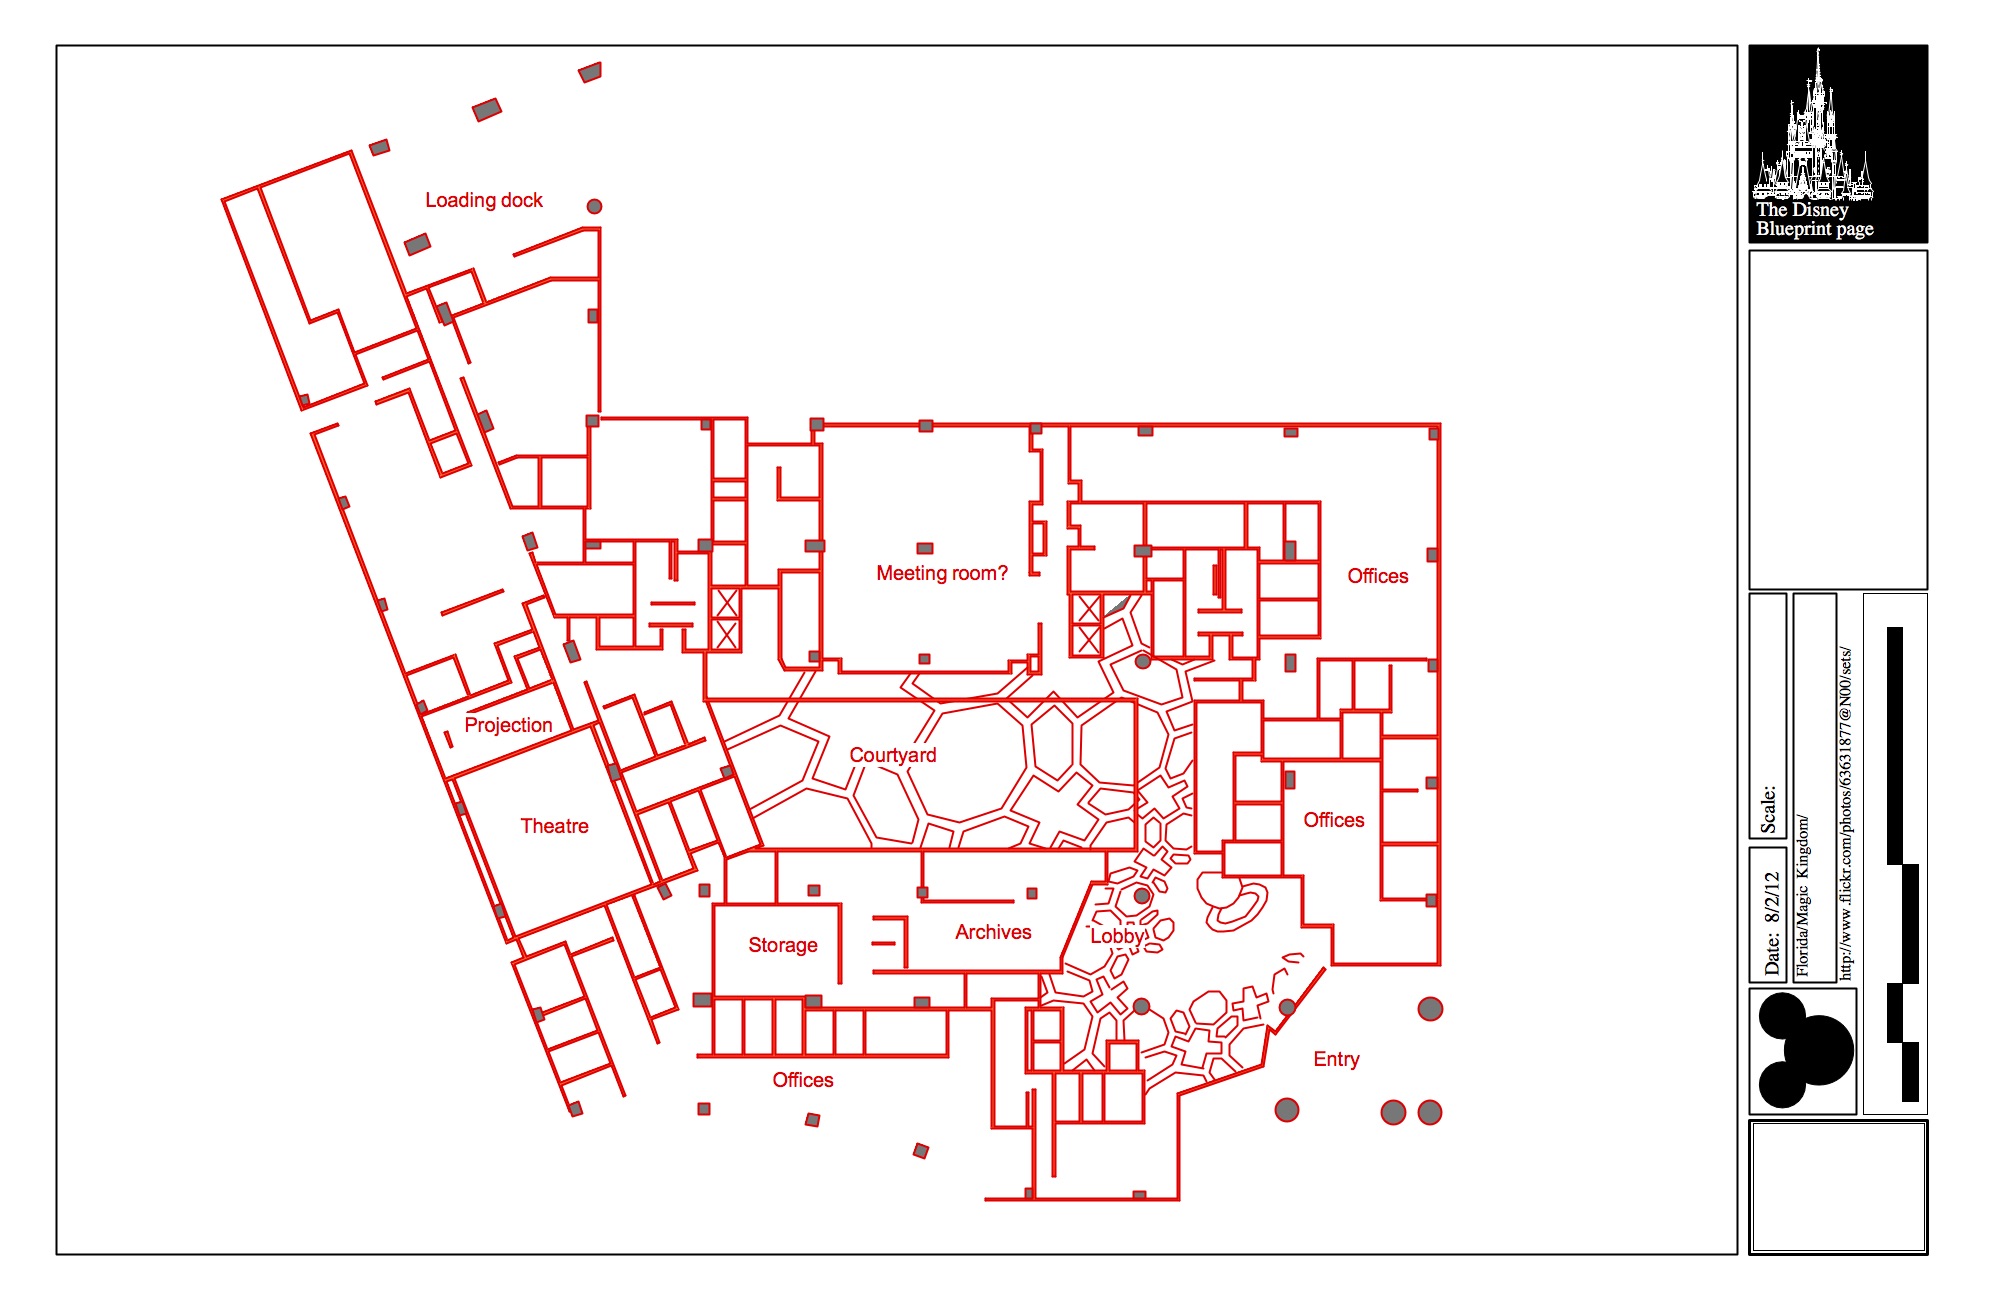 Loading dock
Meeting room?
Offices
Projection
Courtyard
Theatre
Offices
Storage
Archives
Lobby
Offices
Entry
The Disney
Blueprint page
Scale:
Date: 8/2/12
Florida/Magic Kingdom/
http://www.flickr.com/photos/63631877@N00/sets/